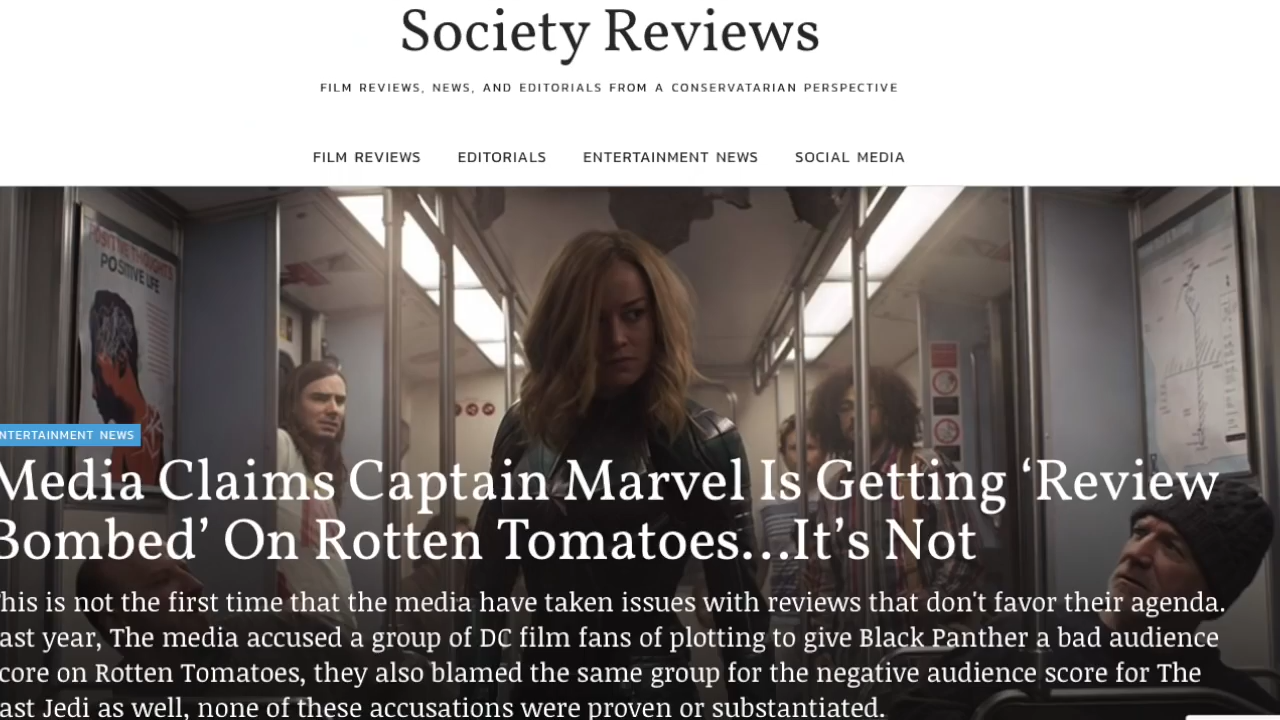 Society Reviews
FILM REVIEWS, NEWS, AND EDITORIALS FROM A CONSERVATARIAN PERSPECTIVE
FILM REVIEWS EDITORIALS ENTERTAINMENT NEWS SOCIAL MEDIA
POSITIVE THOUGHTS
POSITIVE LIFE
NTERTAINMENT NEWS
Media Claims Captain Marvel Is Getting ‘Review
Bombed’ On Rotten Tomatoes…It’s Not
his is not the first time that the media have taken issues with reviews that don't favor their agenda.
ast year, The media accused a group of DC film fans of plotting to give Black Panther a bad audience
core on Rotten Tomatoes, they also blamed the same group for the negative audience score for The
ast Jedi as well, none of these accusations were proven or substantiated.